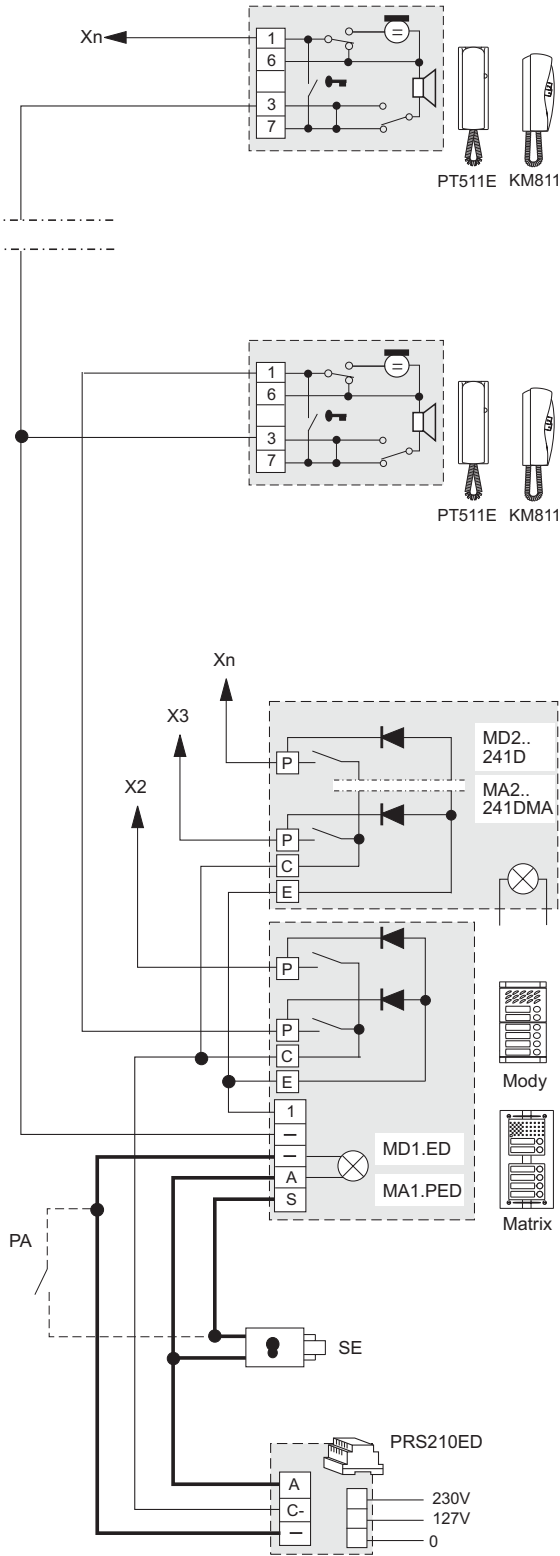 Xn
1
6
3
7
PT511E KM811
1
6
3
7
PT511E KM811
Xn
X3
X2
P
MD2..
241D
MA2..
241DMA
P
C
E
P
P
C
E
1
–
–
A
S
MD1.ED
MA1.PED
Mody
Matrix
PA
SE
PRS210ED
A
C-
–
230V
127V
0